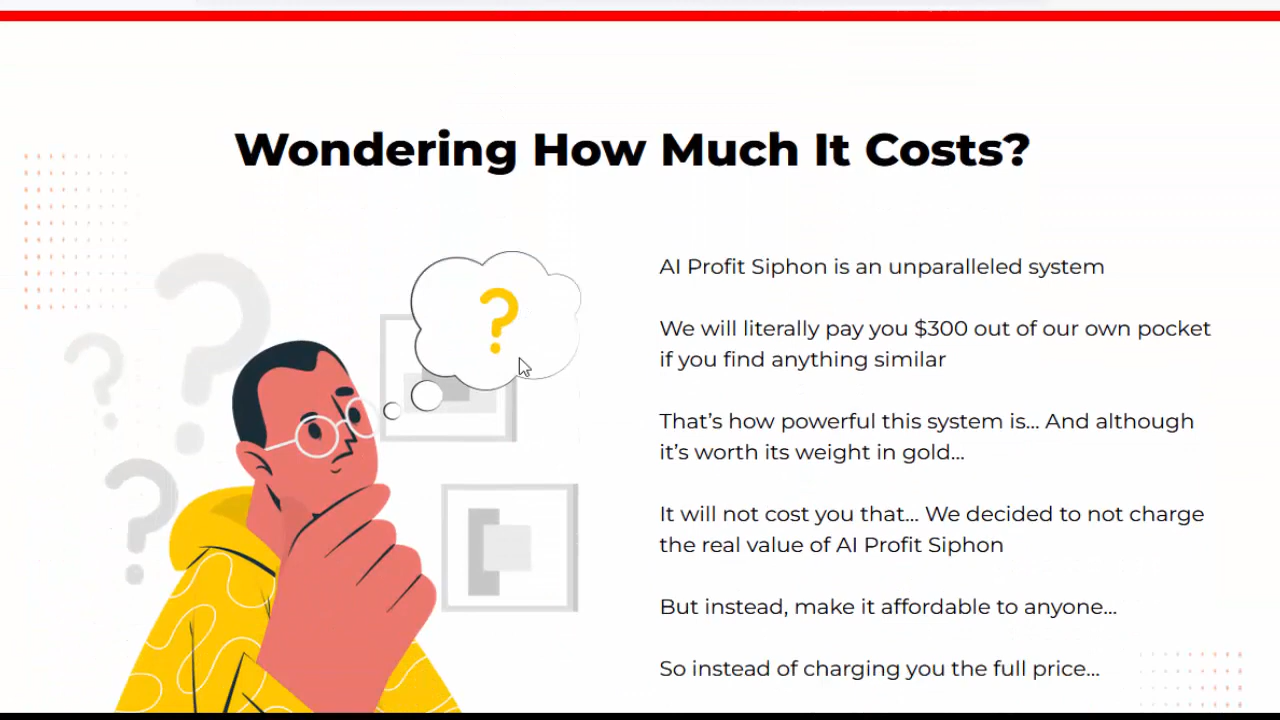 Wondering How Much It Costs?
AI Profit Siphon is an unparalleled system
We will literally pay you $300 out of our own pocket
if you find anything similar
That's how powerful this system is... And although
it's worth its weight in gold...
It will not cost you that... We decided to not charge
the real value of AI Profit Siphon
But instead, make it affordable to anyone...
So instead of charging you the full price...